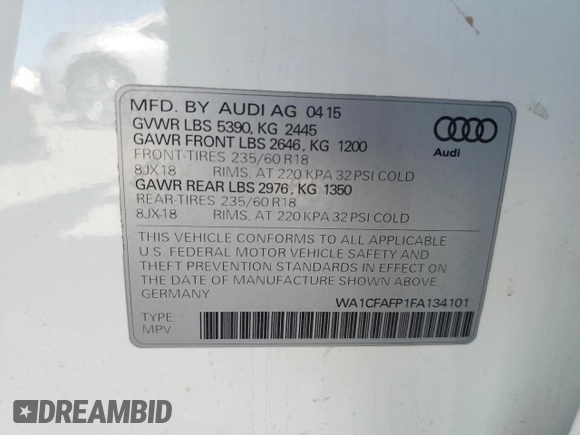 MFD. BY AUDI AG 04 15
GVWR LBS 5390, KG 2445
GAWR FRONT LBS 2646, KG 1200
FRONT-TIRES 235/60 R18
8JX18 RIMS, AT 220 KPA 32 PSI COLD
GAWR REAR LBS 2976, KG 1350
REAR-TIRES 235/60 R18
8JX18 RIMS, AT 220 KPA 32 PSI COLD
Audi
THIS VEHICLE CONFORMS TO ALL APPLICABLE
U.S. FEDERAL MOTOR VEHICLE SAFETY AND
THEFT PREVENTION STANDARDS IN EFFECT ON
THE DATE OF MANUFACTURE SHOWN ABOVE
GERMANY
WA1CFAFP1FA134101
TYPE:
MPV
DREAMBID